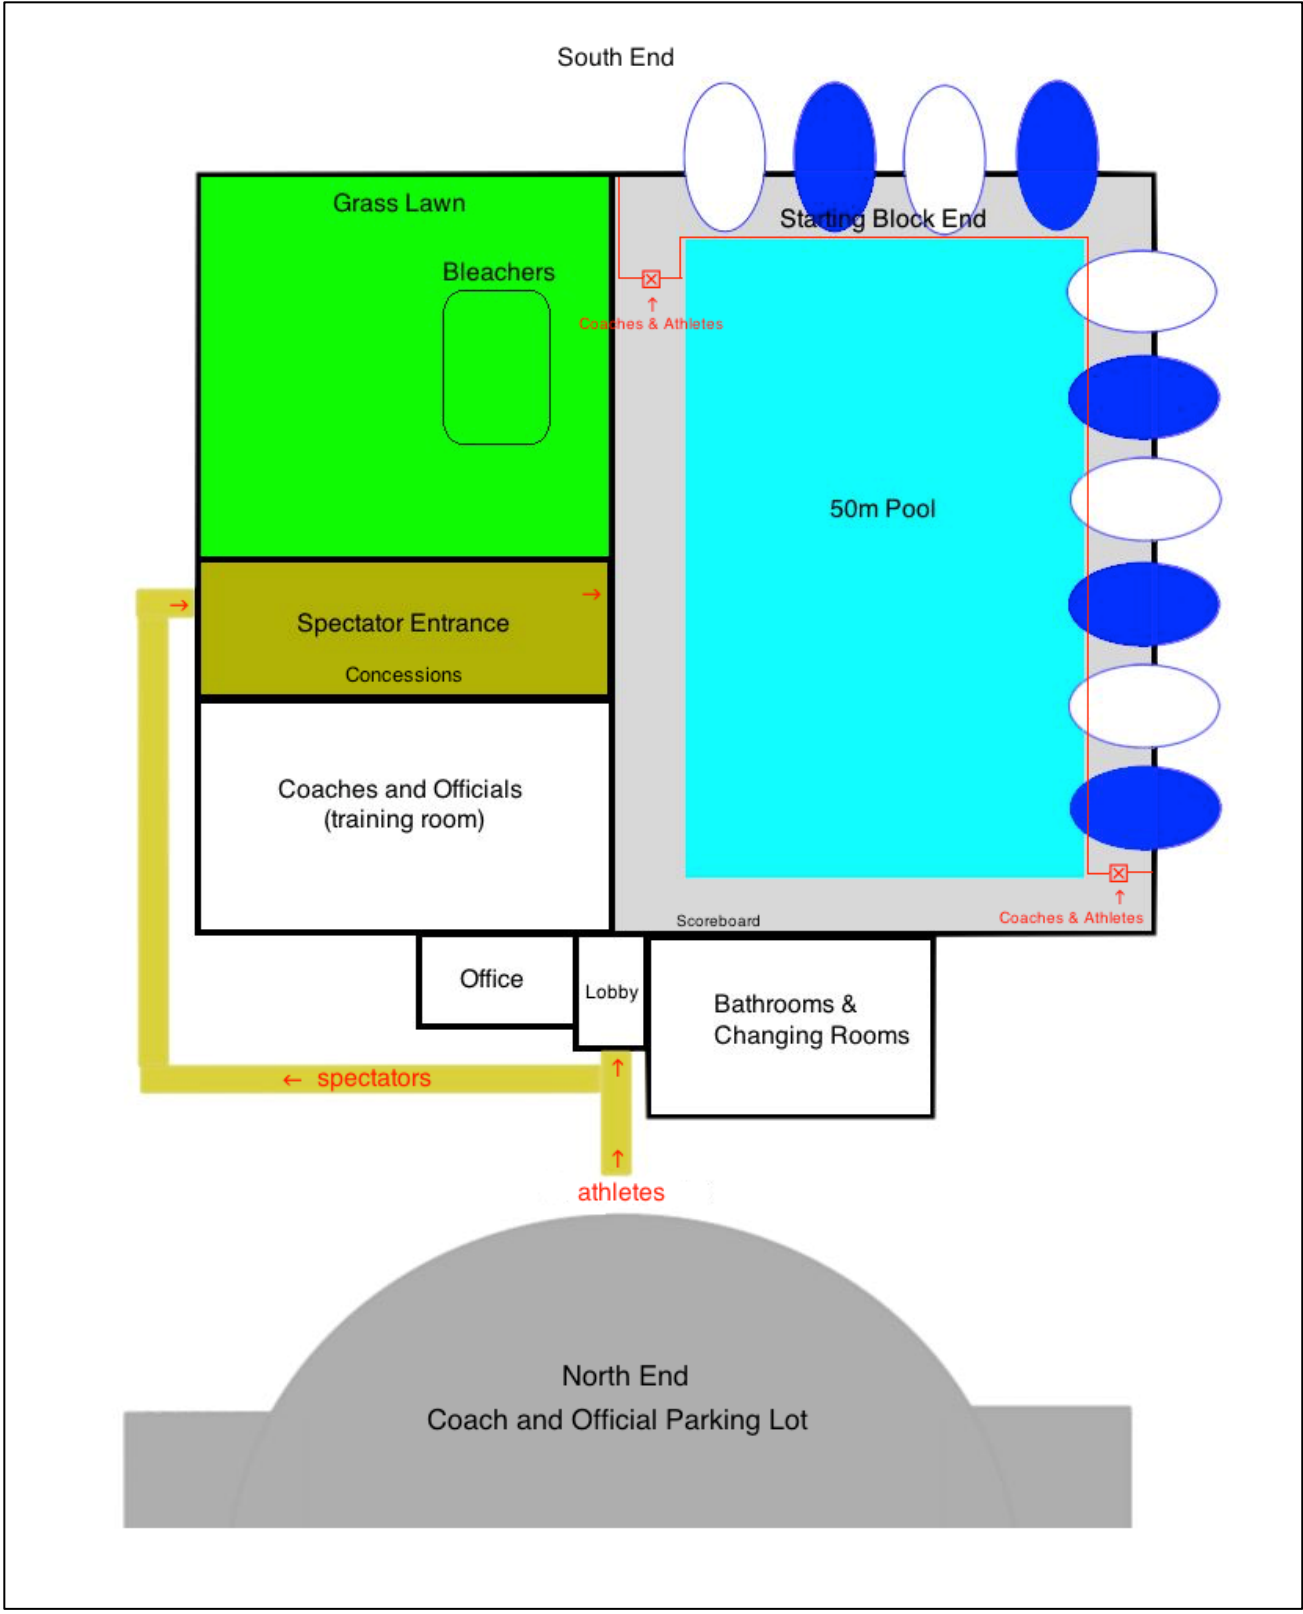 South End
Grass Lawn
Starting Block End
Bleachers
↑
Coaches & Athletes
50m Pool
→
→
Spectator Entrance
Concessions
Coaches and Officials
(training room)
↑
Coaches & Athletes
Scoreboard
Office
Lobby
Bathrooms &
Changing Rooms
↑
← spectators
↑
athletes
North End
Coach and Official Parking Lot